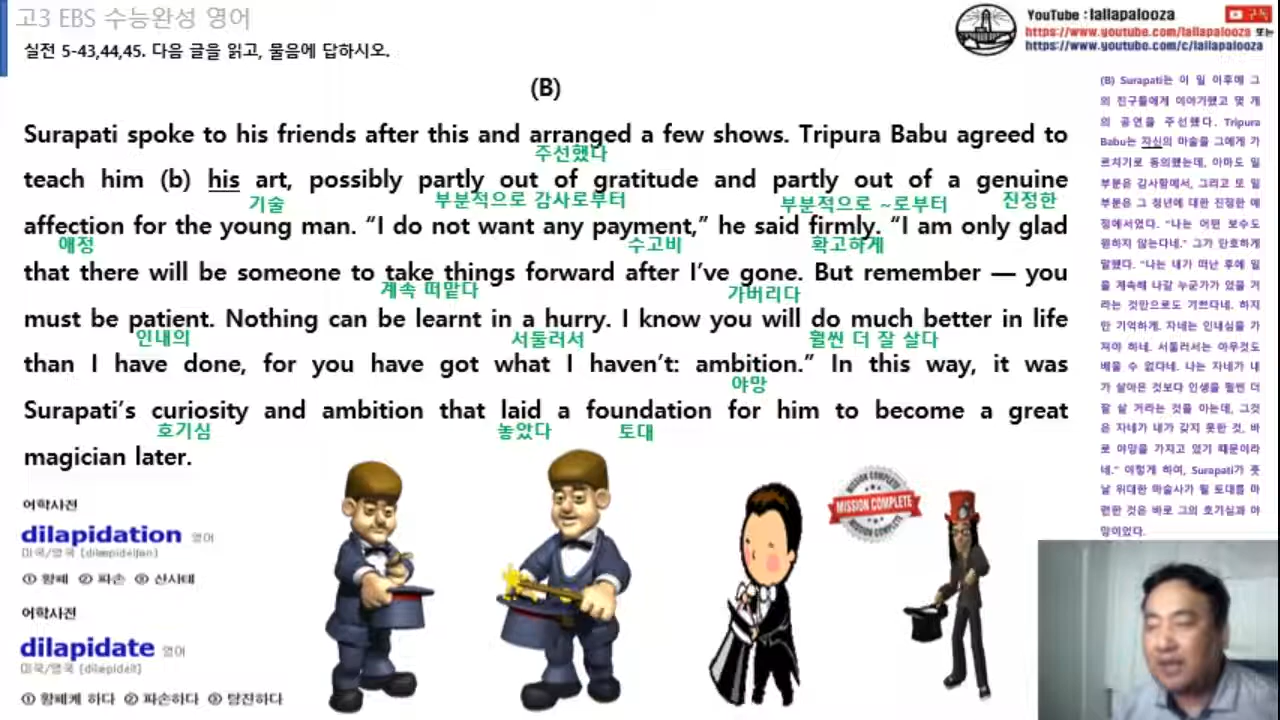 고3 EBS 수능완성 영어
실전 5-43,44,45. 다음 글을 읽고, 물음에 답하시오.
YouTube : lallapalooza
구독
https://www.youtube.com/lallapalooza 또는
https://www.youtube.com/c/lallapalooza
(B)
Surapati spoke to his friends after this and arranged a few shows. Tripura Babu agreed to
주선했다
teach him (b) his art, possibly partly out of gratitude and partly out of a genuine
기술 부분적으로 감사로부터 부분적으로 ~로부터 진정한
affection for the young man. “I do not want any payment,” he said firmly. “I am only glad
애정 수고비 확고하게
that there will be someone to take things forward after I’ve gone. But remember — you
계속 떠맡다 가버리다
must be patient. Nothing can be learnt in a hurry. I know you will do much better in life
인내의 서둘러서 훨씬 더 잘 살다
than I have done, for you have got what I haven’t: ambition.” In this way, it was
야망
Surapati’s curiosity and ambition that laid a foundation for him to become a great
호기심 놓았다 토대
magician later.
(B) Surapati는 이 일 이후에 그
의 친구들에게 이야기했고 몇 개
의 공연을 주선했다. Tripura
Babu는 자신의 마술을 그에게 가
르치기로 동의했는데, 아마도 일
부분은 감사함에서, 그리고 또 일
부분은 그 청년에 대한 진정한 애
정에서였다. “나는 어떤 보수도
원하지 않는다네.” 그가 단호하게
말했다. “나는 내가 떠난 후에 일
을 계속해 나갈 누군가가 있을 거
라는 것만으로도 기쁘다네. 하지
만 기억하게. 자네는 인내심을 가
져야 하네. 서둘러서는 아무것도
배울 수 없다네. 나는 자네가 내
가 살아온 것보다 인생을 훨씬 더
잘 살 거라는 것을 아는데, 그것
은 자네가 내가 갖지 못한 것, 바
로 야망을 가지고 있기 때문이라
네.” 이렇게 하여, Surapati가 훗
날 위대한 마술사가 될 토대를 마
련한 것은 바로 그의 호기심과 야
망이었다.
어학사전
dilapidation 영어
미국/영국
① 황폐 ② 파손 ③ 산사태
어학사전
dilapidate 영어
미국/영국
① 황폐케 하다 ② 파손하다 ③ 탕진하다
MISSION COMPLETE
MISSION COMPLETE
MISSION COMPLETE